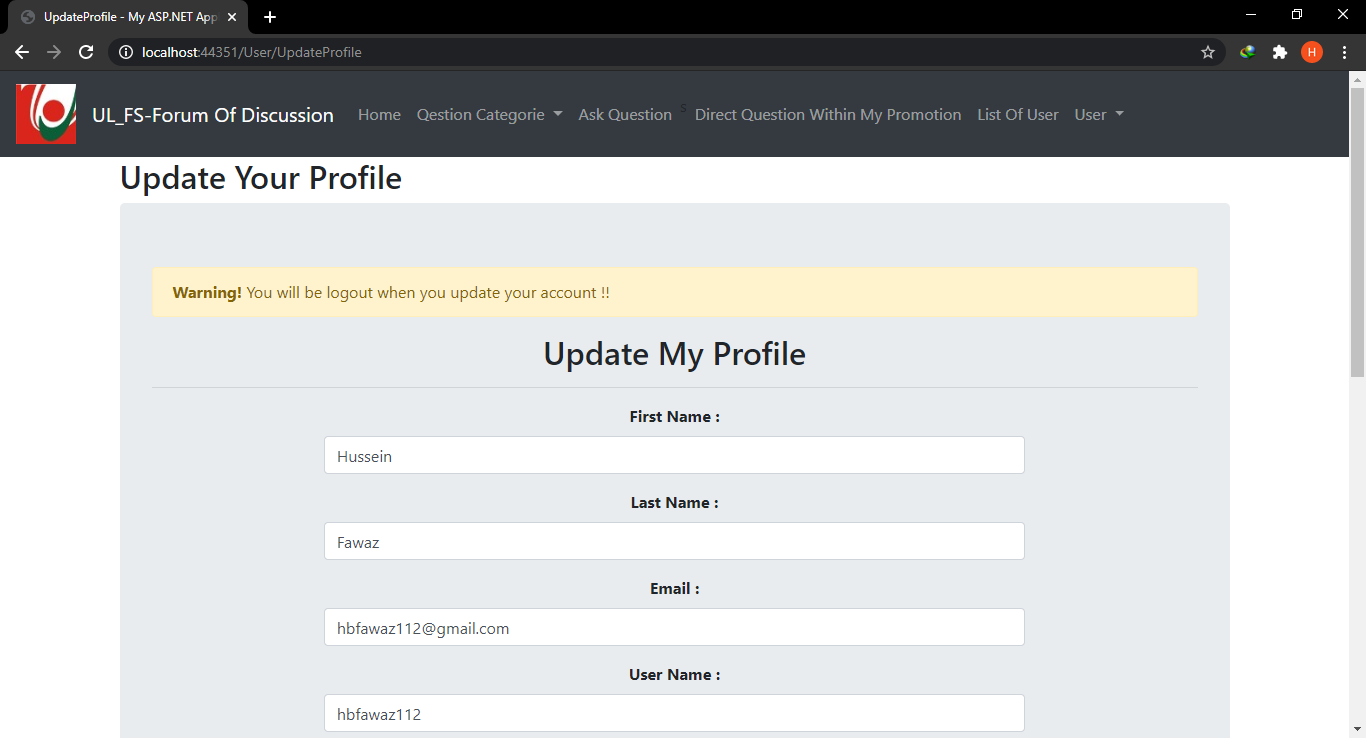 UpdateProfile - My ASP.NET App
localhost:44351/User/UpdateProfile
H
UL_FS-Forum Of Discussion Home Qestion Categorie Ask Question 5 Direct Question Within My Promotion List Of User User
Update Your Profile
Warning! You will be logout when you update your account !!
Update My Profile
First Name :
Hussein
Last Name :
Fawaz
Email :
hbfawaz112@gmail.com
User Name :
hbfawaz112